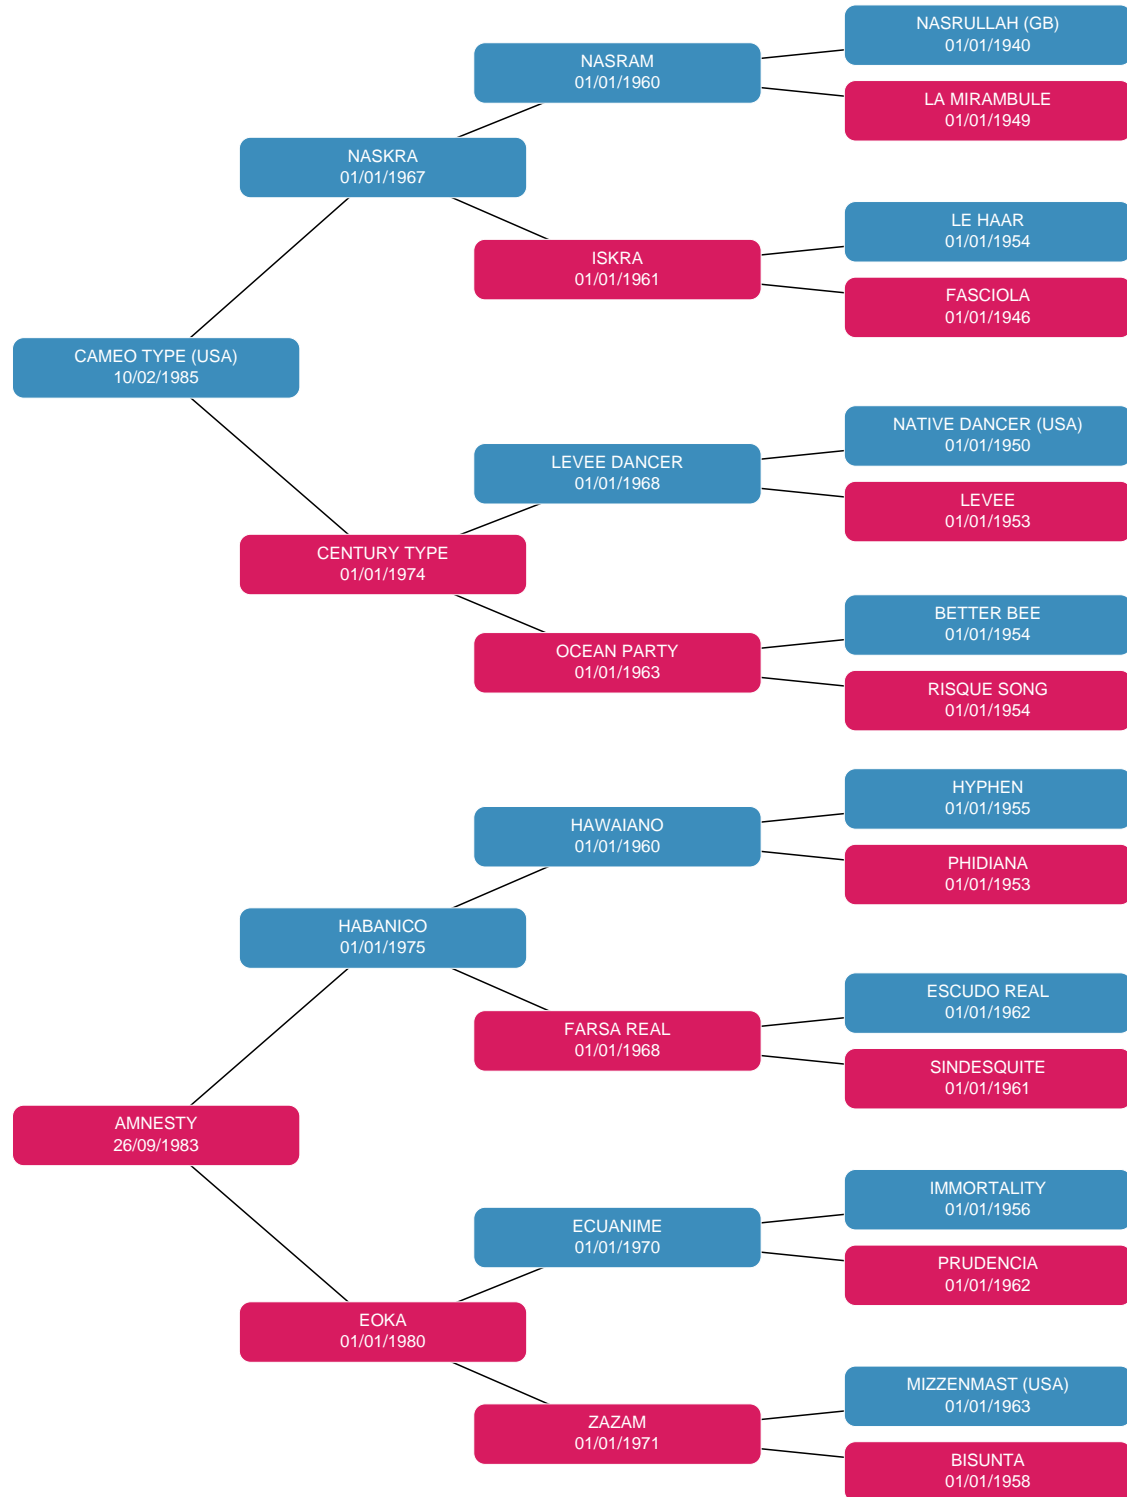 NASRULLAH (GB)
01/01/1940
NASRAM
01/01/1960
LA MIRAMBULE
01/01/1949
NASKRA
01/01/1967
LE HAAR
01/01/1954
ISKRA
01/01/1961
FASCIOLA
01/01/1946
CAMEO TYPE (USA)
10/02/1985
NATIVE DANCER (USA)
01/01/1950
LEVEE DANCER
01/01/1968
LEVEE
01/01/1953
CENTURY TYPE
01/01/1974
BETTER BEE
01/01/1954
OCEAN PARTY
01/01/1963
RISQUE SONG
01/01/1954
HYPHEN
01/01/1955
HAWAIANO
01/01/1960
PHIDIANA
01/01/1953
HABANICO
01/01/1975
ESCUDO REAL
01/01/1962
FARSA REAL
01/01/1968
SINDESQUITE
01/01/1961
AMNESTY
26/09/1983
IMMORTALITY
01/01/1956
ECUANIME
01/01/1970
PRUDENCIA
01/01/1962
EOKA
01/01/1980
MIZZENMAST (USA)
01/01/1963
ZAZAM
01/01/1971
BISUNTA
01/01/1958